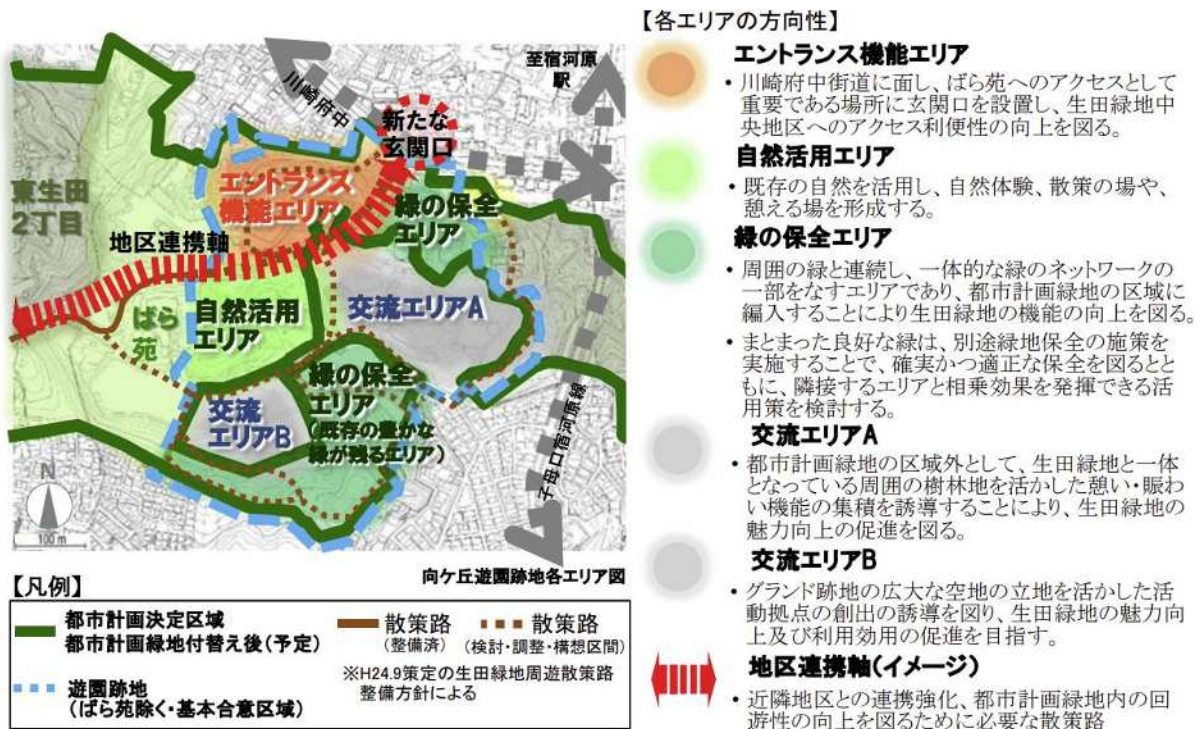 至宿河原
駅
川崎府中
新たな
玄関口
エントランス
機能エリア
緑の保全
エリア
東生田
2丁目
地区連携軸
ばら
苑
自然活用
エリア
交流エリアA
緑の保全
エリア
(既存の豊かな
緑が残るエリア)
交流
エリアB
子母口宿河原線
N
100 m
向ケ丘遊園跡地各エリア図
【凡例】
都市計画決定区域
都市計画緑地付替え後(予定)
遊園跡地
(ばら苑除く・基本合意区域)
散策路
(整備済)
散策路
(検討・調整・構想区間)
※H24.9策定の生田緑地周遊散策路
整備方針による
【各エリアの方向性】
エントランス機能エリア
・川崎府中街道に面し、ばら苑へのアクセスとして
重要である場所に玄関口を設置し、生田緑地中
央地区へのアクセス利便性の向上を図る。
自然活用エリア
・既存の自然を活用し、自然体験、散策の場や、
憩える場を形成する。
緑の保全エリア
・周囲の緑と連続し、一体的な緑のネットワークの
一部をなすエリアであり、都市計画緑地の区域に
編入することにより生田緑地の機能の向上を図る。
・まとまった良好な緑は、別途緑地保全の施策を
実施することで、確実かつ適正な保全を図るとと
もに、隣接するエリアと相乗効果を発揮できる活
用策を検討する。
交流エリアA
・都市計画緑地の区域外として、生田緑地と一体
となっている周囲の樹林地を活かした憩い・賑わ
い機能の集積を誘導することにより、生田緑地の
魅力向上の促進を図る。
交流エリアB
・グランド跡地の広大な空地の立地を活かした活
動拠点の創出の誘導を図り、生田緑地の魅力向
上及び利用効用の促進を目指す。
地区連携軸(イメージ)
・近隣地区との連携強化、都市計画緑地内の回
遊性の向上を図るために必要な散策路